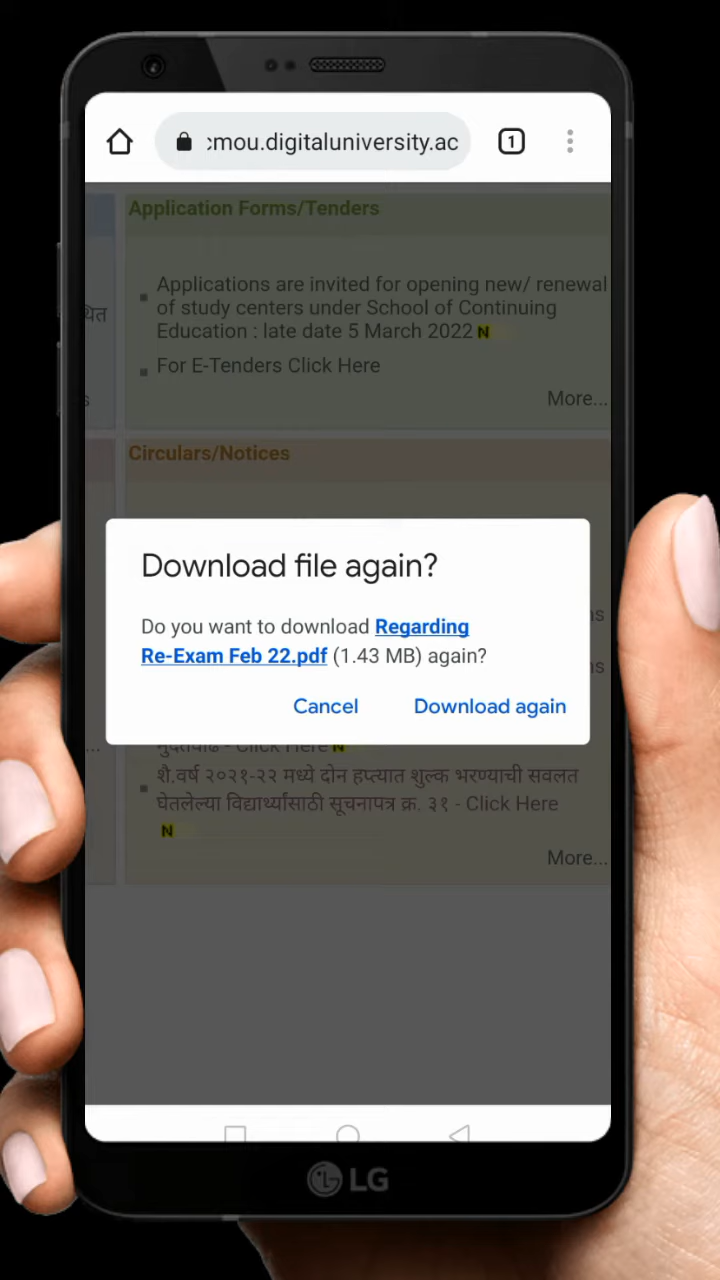 :mou.digitaluniversity.ac
1
Application Forms/Tenders
Applications are invited for opening new/ renewal
थित
of study centers under School of Continuing
Education : late date 5 March 2022 N
For E-Tenders Click Here
s
More...
Circulars/Notices
Download file again?
Do you want to download Regarding
Re-Exam Feb 22.pdf (1.43 MB) again?
Cancel
Download again
...
- Click Here N
शै.वर्ष २०२१-२२ मध्ये दोन हप्त्यात शुल्क भरण्याची सवलत
घेतलेल्या विद्यार्थ्यांसाठी सूचनापत्र क्र. ३१ - Click Here
N
More...
LG